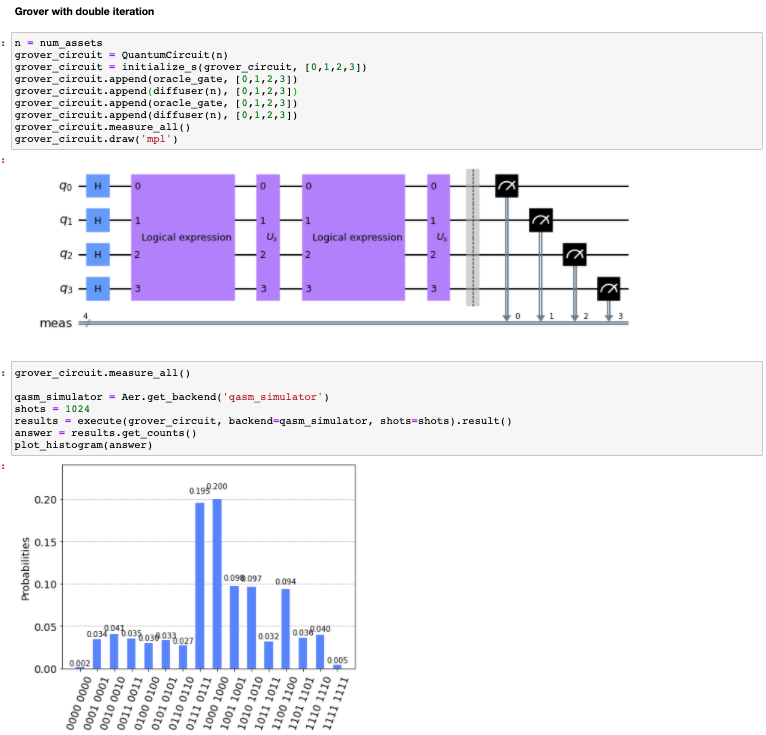 Grover with double iteration
: n = num_assets
grover_circuit = QuantumCircuit(n)
grover_circuit = initialize_s(grover_circuit, [0,1,2,3])
grover_circuit.append(oracle_gate, [0,1,2,3])
grover_circuit.append(diffuser(n), [0,1,2,3])
grover_circuit.append(oracle_gate, [0,1,2,3])
grover_circuit.append(diffuser(n), [0,1,2,3])
grover_circuit.measure_all()
grover_circuit.draw('mpl')
:
q0 H 0 0 0 0
q1 H 1 1 1 1
Logical expression Us Logical expression Us
q2 H 2 2 2 2
q3 H 3 3 3 3
meas 4 0 1 2 3
: grover_circuit.measure_all()
qasm_simulator = Aer.get_backend('qasm_simulator')
shots = 1024
results = execute(grover_circuit, backend=qasm_simulator, shots=shots).result()
answer = results.get_counts()
plot_histogram(answer)
:
Probabilities
0.20
0.15
0.10
0.05
0.00
0.002
0.034
0.041
0.035
0.030
0.033
0.027
0.195
0.200
0.098
0.097
0.032
0.094
0.036
0.040
0.005
0000 0000
0001 0001
0010 0010
0011 0011
0100 0100
0101 0101
0110 0110
0111 0111
1000 1000
1001 1001
1010 1010
1011 1011
1100 1100
1101 1101
1110 1110
1111 1111